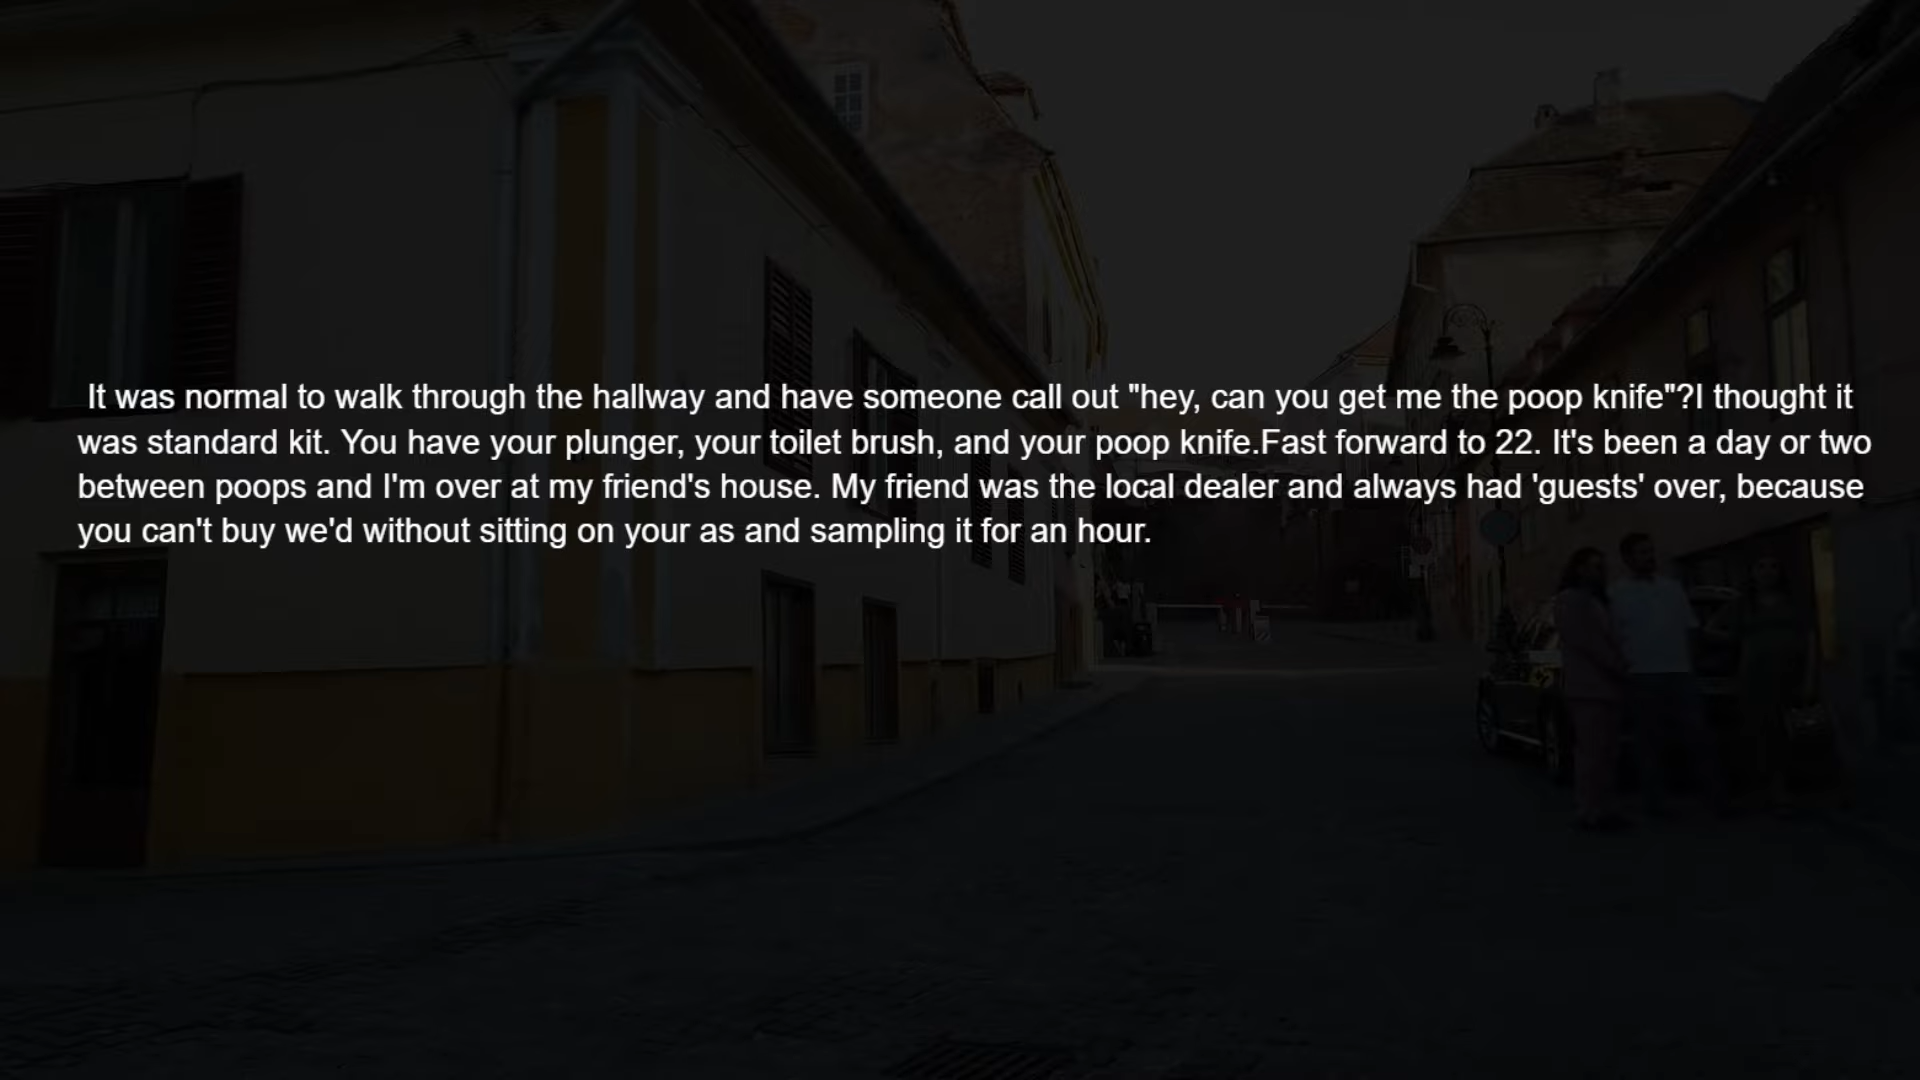 It was normal to walk through the hallway and have someone call out "hey, can you get me the poop knife"?I thought it
was standard kit. You have your plunger, your toilet brush, and your poop knife.Fast forward to 22. It's been a day or two
between poops and I'm over at my friend's house. My friend was the local dealer and always had 'guests' over, because
you can't buy we'd without sitting on your as and sampling it for an hour.